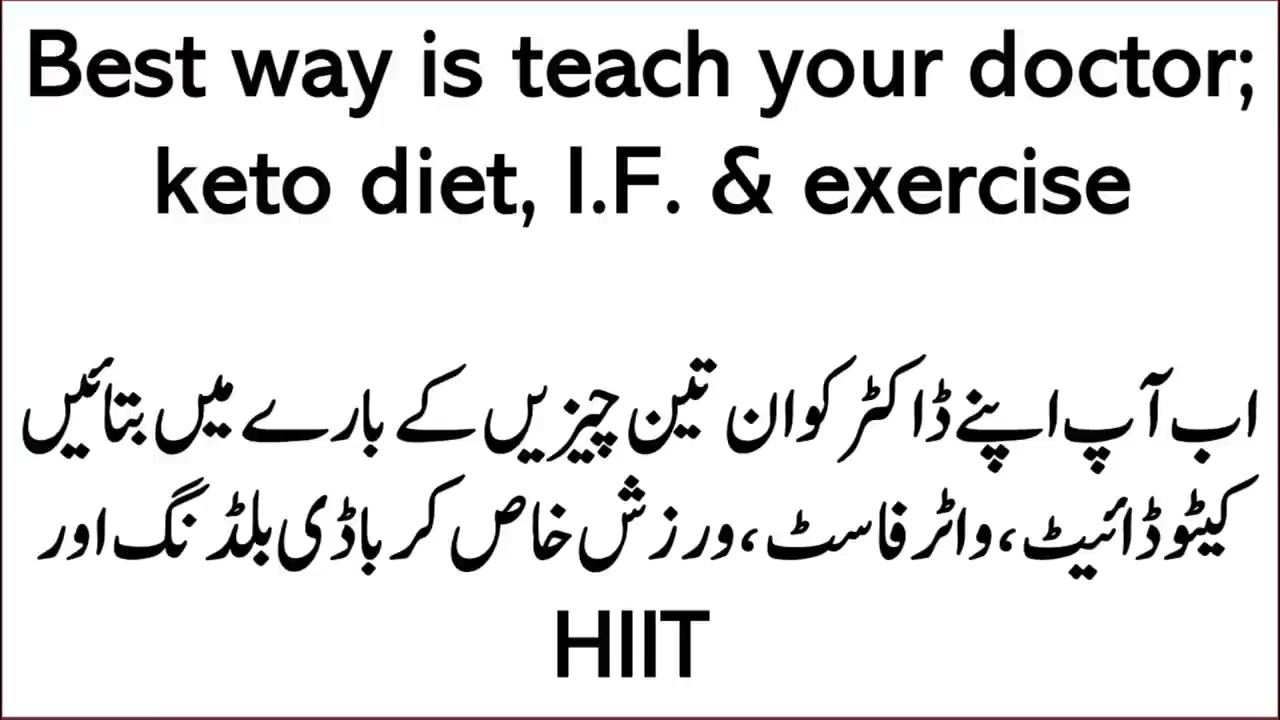 Best way is teach your doctor;
keto diet, I.F. & exercise
اب آپ اپنے ڈاکٹر کو ان تین چیزیں کے بارے میں بتائیں
کیٹو ڈائیٹ، واٹر فاسٹ، ورزش خاص کر باڈی بلڈنگ اور
HIIT